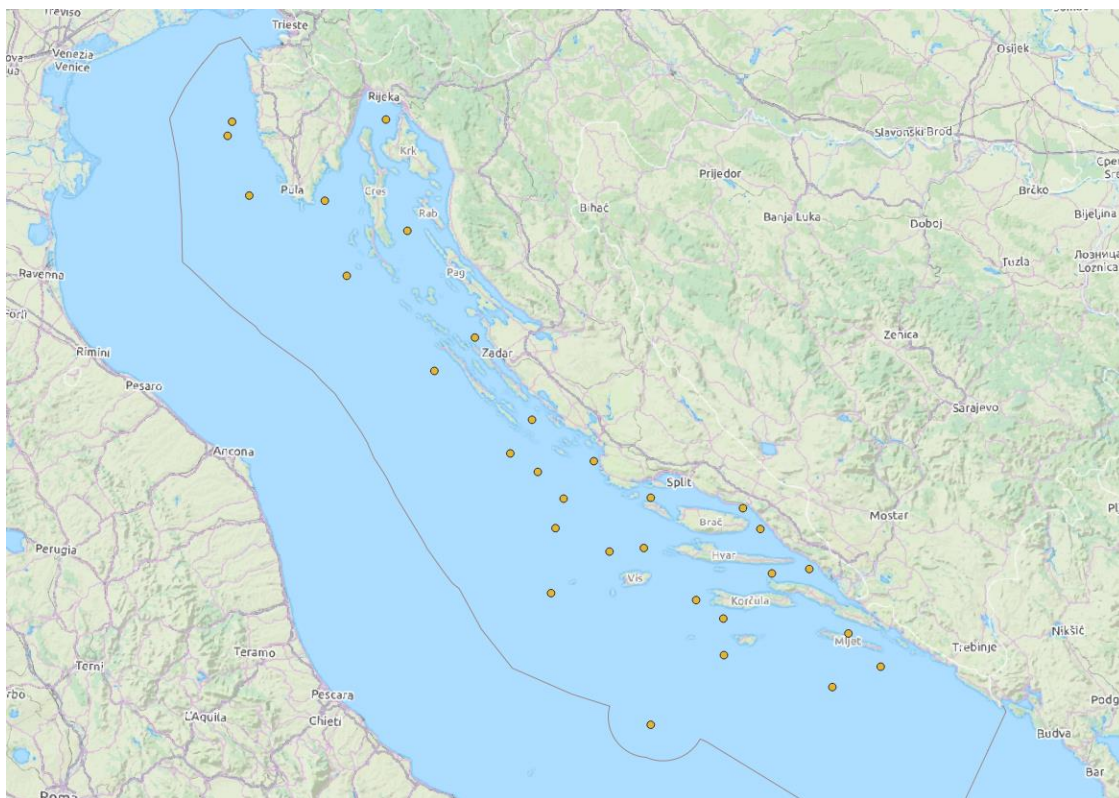 Treviso
Trieste
Venezia
Venice
Osijek
Rijeka
Krk
Slavonski Brod
Prijedor
Brčko
Pula
Cres
Rab
Bihać
Banja Luka
Doboj
Bijeljina
Ravenna
Pag
Tuzla
Лозница
Loznica
Forlì
Zenica
Rimini
Zadar
Pesaro
Sarajevo
Ancona
Split
Mostar
Brač
Perugia
Hvar
Vis
Korčula
Nikšić
Mljet
Trebinje
Teramo
Terni
Pescara
L'Aquila
Chieti
Budva
Bar
Roma